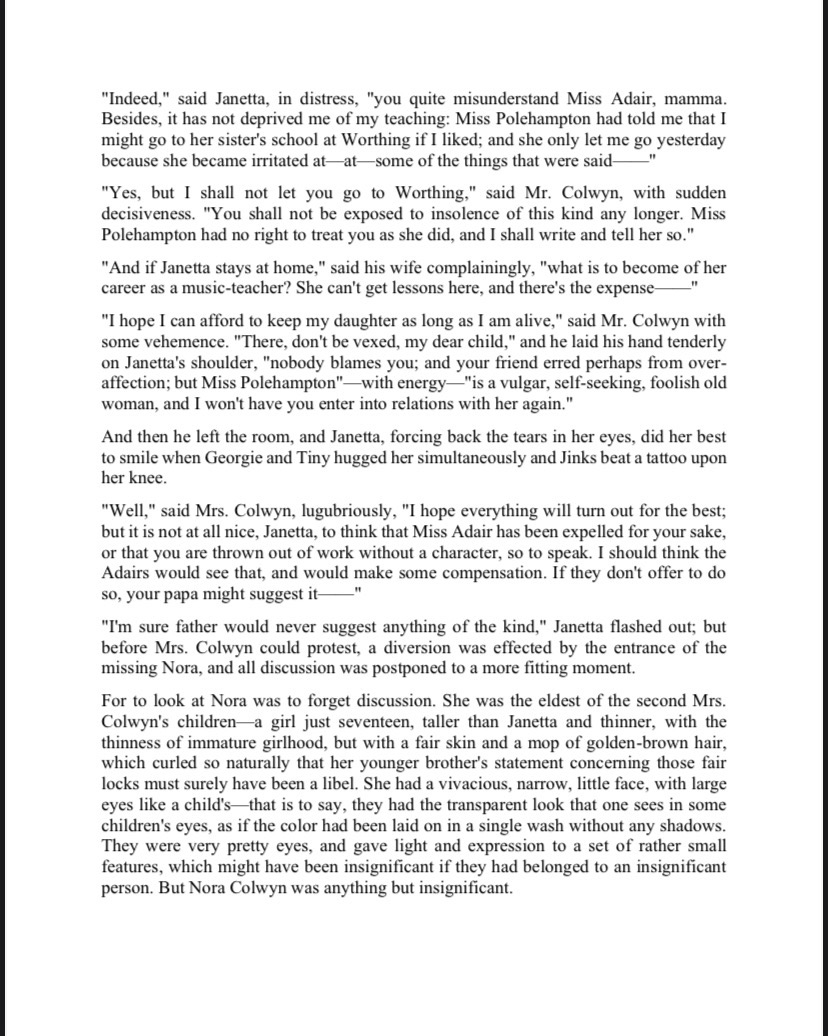 "Indeed," said Janetta, in distress, "you quite misunderstand Miss Adair, mamma.
Besides, it has not deprived me of my teaching: Miss Polehampton had told me that I
might go to her sister's school at Worthing if I liked; and she only let me go yesterday
because she became irritated at—at—some of the things that were said——"
"Yes, but I shall not let you go to Worthing," said Mr. Colwyn, with sudden
decisiveness. "You shall not be exposed to insolence of this kind any longer. Miss
Polehampton had no right to treat you as she did, and I shall write and tell her so."
"And if Janetta stays at home," said his wife complainingly, "what is to become of her
career as a music-teacher? She can't get lessons here, and there's the expense——"
"I hope I can afford to keep my daughter as long as I am alive," said Mr. Colwyn with
some vehemence. "There, don't be vexed, my dear child," and he laid his hand tenderly
on Janetta's shoulder, "nobody blames you; and your friend erred perhaps from over-
affection; but Miss Polehampton"—with energy—"is a vulgar, self-seeking, foolish old
woman, and I won't have you enter into relations with her again."
And then he left the room, and Janetta, forcing back the tears in her eyes, did her best
to smile when Georgie and Tiny hugged her simultaneously and Jinks beat a tattoo upon
her knee.
"Well," said Mrs. Colwyn, lugubriously, "I hope everything will turn out for the best;
but it is not at all nice, Janetta, to think that Miss Adair has been expelled for your sake,
or that you are thrown out of work without a character, so to speak. I should think the
Adairs would see that, and would make some compensation. If they don't offer to do
so, your papa might suggest it——"
"I'm sure father would never suggest anything of the kind," Janetta flashed out; but
before Mrs. Colwyn could protest, a diversion was effected by the entrance of the
missing Nora, and all discussion was postponed to a more fitting moment.
For to look at Nora was to forget discussion. She was the eldest of the second Mrs.
Colwyn's children—a girl just seventeen, taller than Janetta and thinner, with the
thinness of immature girlhood, but with a fair skin and a mop of golden-brown hair,
which curled so naturally that her younger brother's statement concerning those fair
locks must surely have been a libel. She had a vivacious, narrow, little face, with large
eyes like a child's—that is to say, they had the transparent look that one sees in some
children's eyes, as if the color had been laid on in a single wash without any shadows.
They were very pretty eyes, and gave light and expression to a set of rather small
features, which might have been insignificant if they had belonged to an insignificant
person. But Nora Colwyn was anything but insignificant.